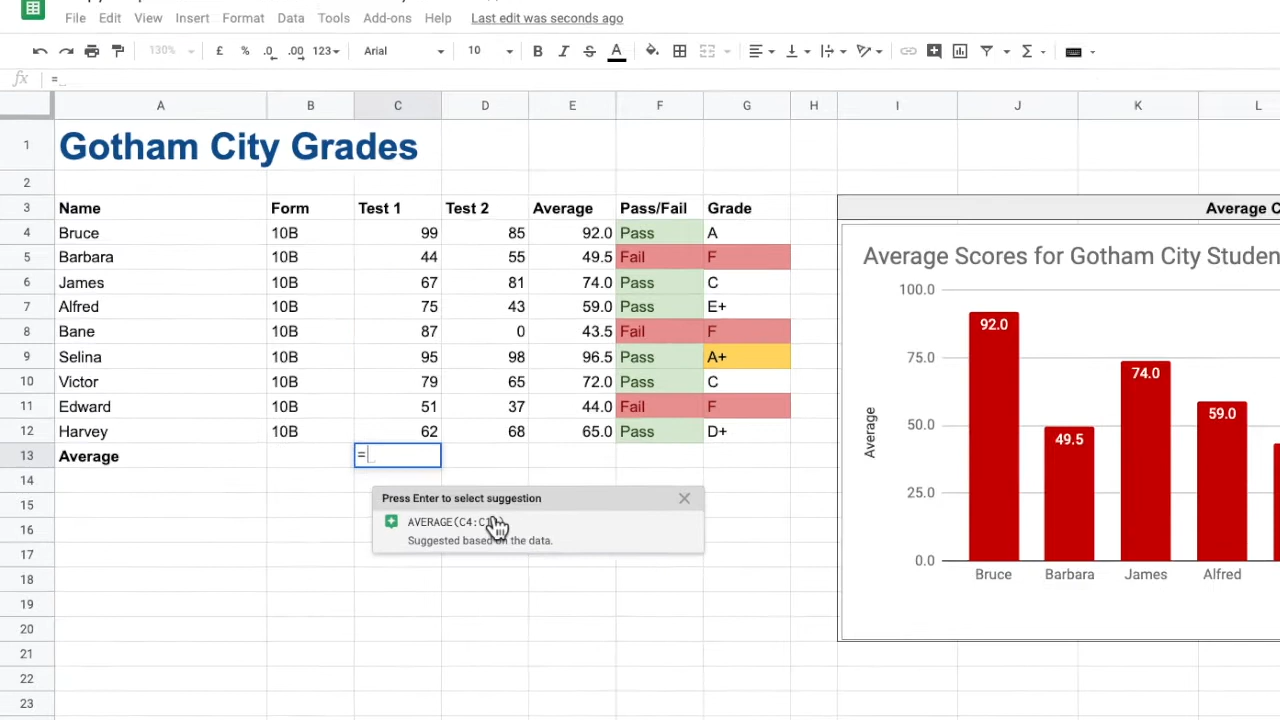 File Edit View Insert Format Data Tools Add-ons Help Last edit was seconds ago
130% £ % .0 .00 123 Arial 10 B I S A Σ
fx =
A B C D E F G H I J K L
1 Gotham City Grades
2
3 Name Form Test 1 Test 2 Average Pass/Fail Grade Average
4 Bruce 10B 99 85 92.0 Pass A
5 Barbara 10B 44 55 49.5 Fail F
6 James 10B 67 81 74.0 Pass C
7 Alfred 10B 75 43 59.0 Pass E+
8 Bane 10B 87 0 43.5 Fail F
9 Selina 10B 95 98 96.5 Pass A+
10 Victor 10B 79 65 72.0 Pass C
11 Edward 10B 51 37 44.0 Fail F
12 Harvey 10B 62 68 65.0 Pass D+
13 Average =
14
15
16
17
18
19
20
21
22
23
Press Enter to select suggestion
AVERAGE(C4:C
Suggested based on the data.
Average Scores for Gotham City Studen
100.0
75.0
50.0
25.0
0.0
Average
92.0
49.5
74.0
59.0
Bruce Barbara James Alfred